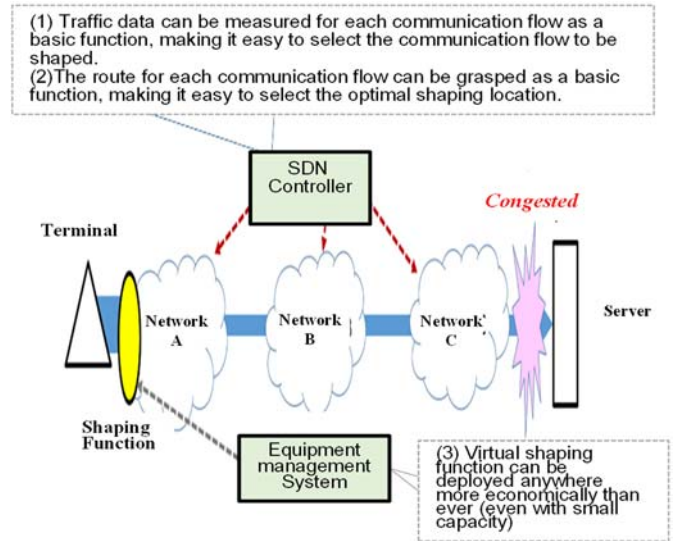 (1) Traffic data can be measured for each communication flow as a
basic function, making it easy to select the communication flow to be
shaped.
(2)The route for each communication flow can be grasped as a basic
function, making it easy to select the optimal shaping location.
SDN
Controller
Congested
Terminal
Network
A
Network
B
Network
C
Server
Shaping
Function
Equipment
management
System
(3) Virtual shaping
function can be
deployed anywhere
more economically than
ever (even with small
capacity)